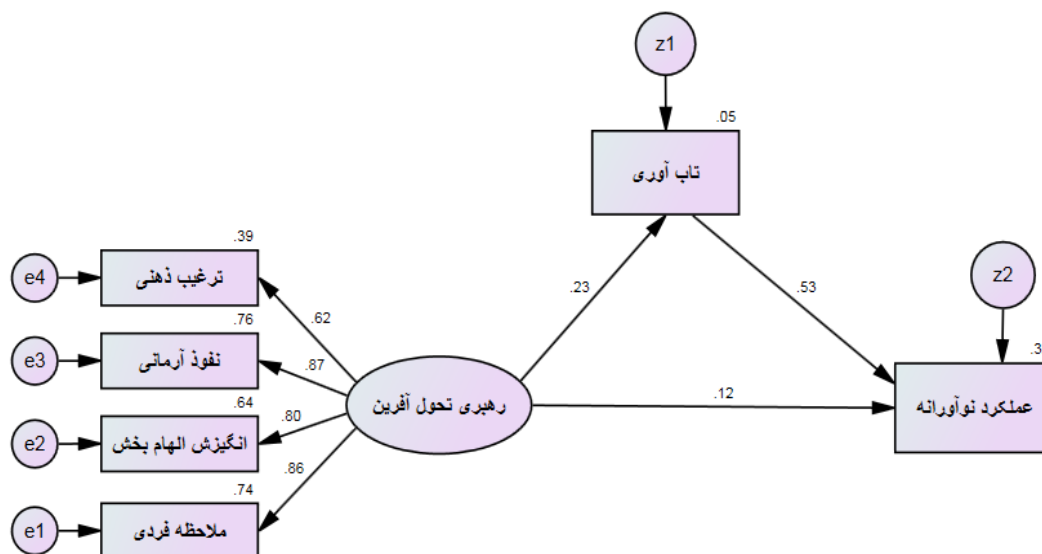 z1
.05
تاب آوری
z2
.39
e4
ترغیب ذهنی
.23
.53
.62
.76
e3
نفوذ آرمانی
.87
.3
رهبری تحول آفرین
.12
عملکرد نوآورانه
.64
.80
e2
انگیزش الهام بخش
.86
.74
e1
ملاحظه فردی